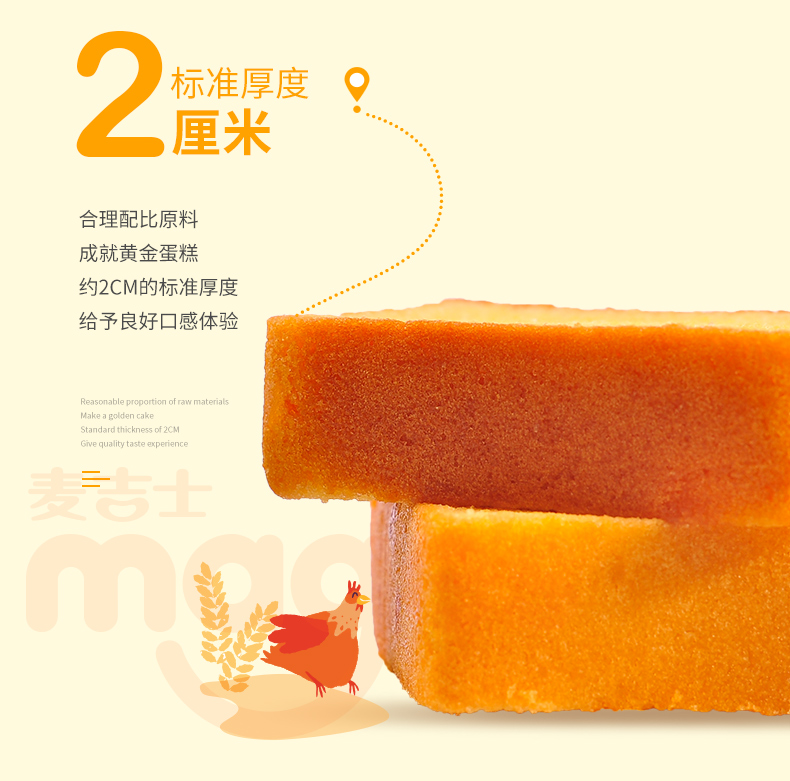 2
标准厚度
厘米
合理配比原料
成就黄金蛋糕
约2CM的标准厚度
给予良好口感体验
Reasonable proportion of raw materials
Make a golden cake
Standard thickness of 2CM
Give quality taste experience
麦吉士
mag